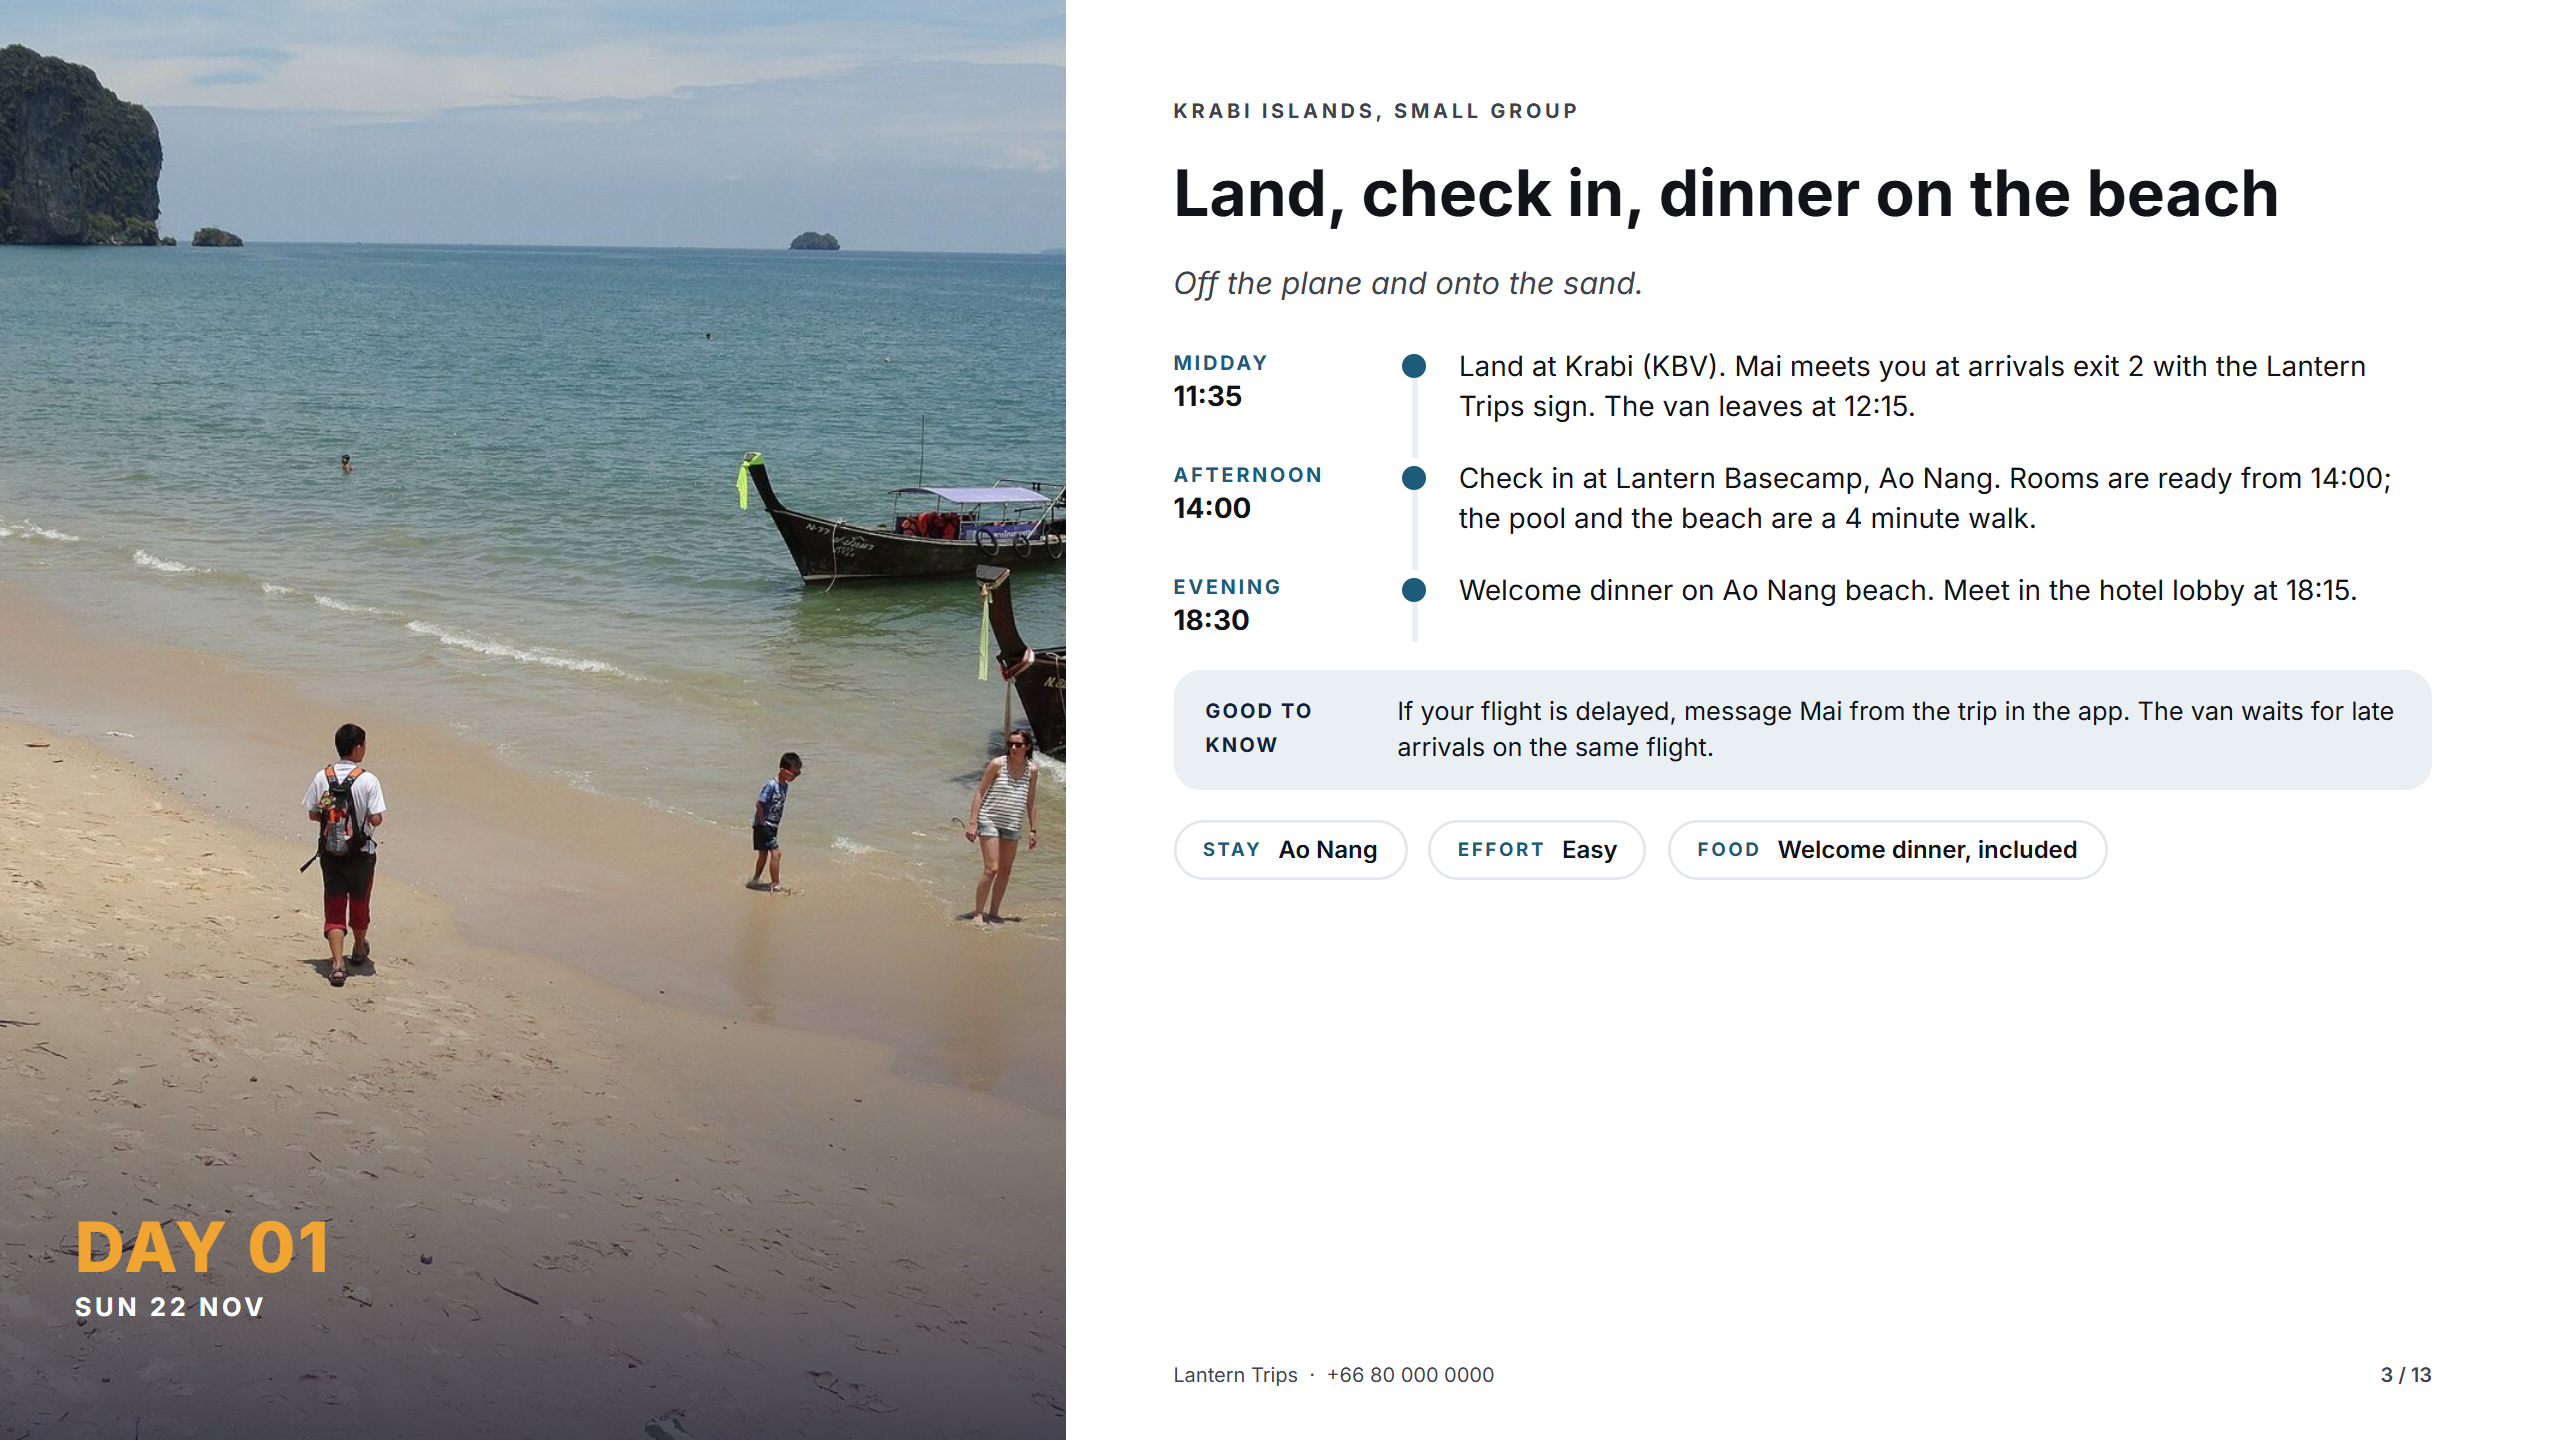 KRABI ISLANDS, SMALL GROUP
Land, check in, dinner on the beach
Off the plane and onto the sand.
MIDDAY
11:35
Land at Krabi (KBV). Mai meets you at arrivals exit 2 with the Lantern
Trips sign. The van leaves at 12:15.
AFTERNOON
14:00
Check in at Lantern Basecamp, Ao Nang. Rooms are ready from 14:00;
the pool and the beach are a 4 minute walk.
EVENING
18:30
Welcome dinner on Ao Nang beach. Meet in the hotel lobby at 18:15.
GOOD TO
KNOW
If your flight is delayed, message Mai from the trip in the app. The van waits for late
arrivals on the same flight.
STAY Ao Nang
EFFORT Easy
FOOD Welcome dinner, included
DAY 01
SUN 22 NOV
Lantern Trips · +66 80 000 0000
3 / 13